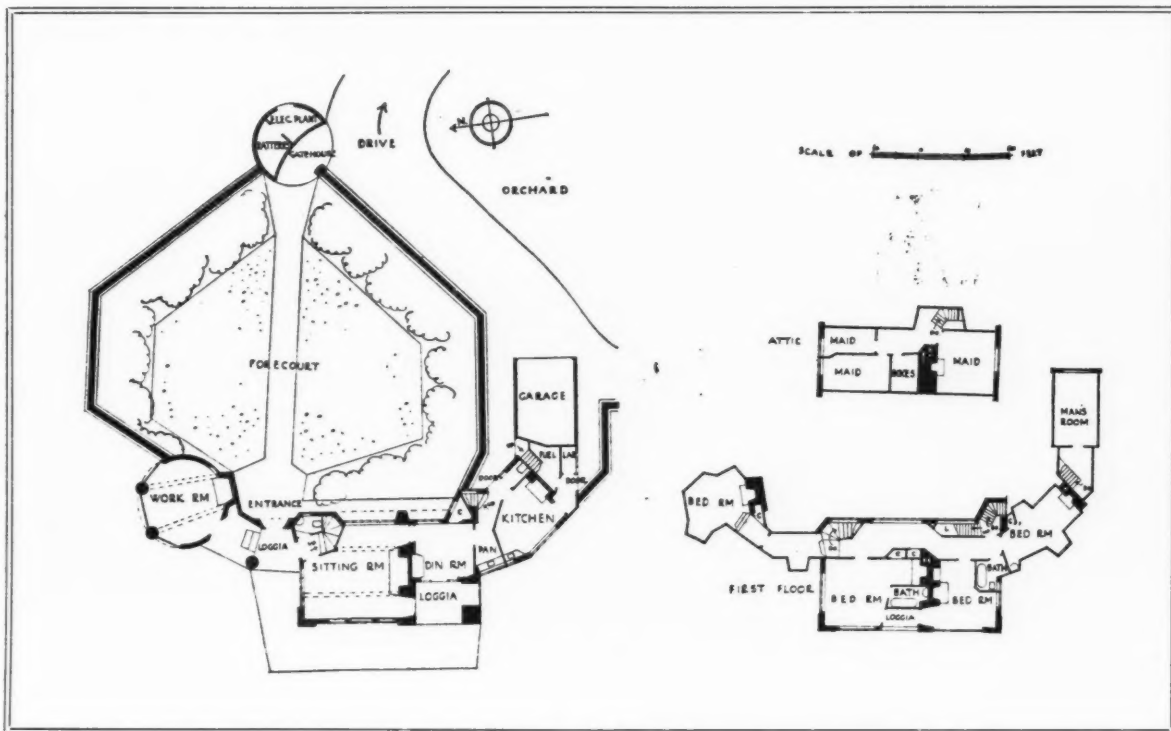 ELEC. PLANT
BATTERIES
GATEHOUSE
DRIVE
N
ORCHARD
FORECOURT
GARAGE
FUEL
LAR
WORK RM
ENTRANCE
C
KITCHEN
LOGGIA
SITTING RM
DIN RM
PAN
LOGGIA
SCALE OF FEET
ATTIC
MAID
MAID
BOXES
MAID
MANS
ROOM
BED RM
C
L
C
BED RM
C C
BATH
FIRST FLOOR
BED RM
BATH
BED RM
LOGGIA